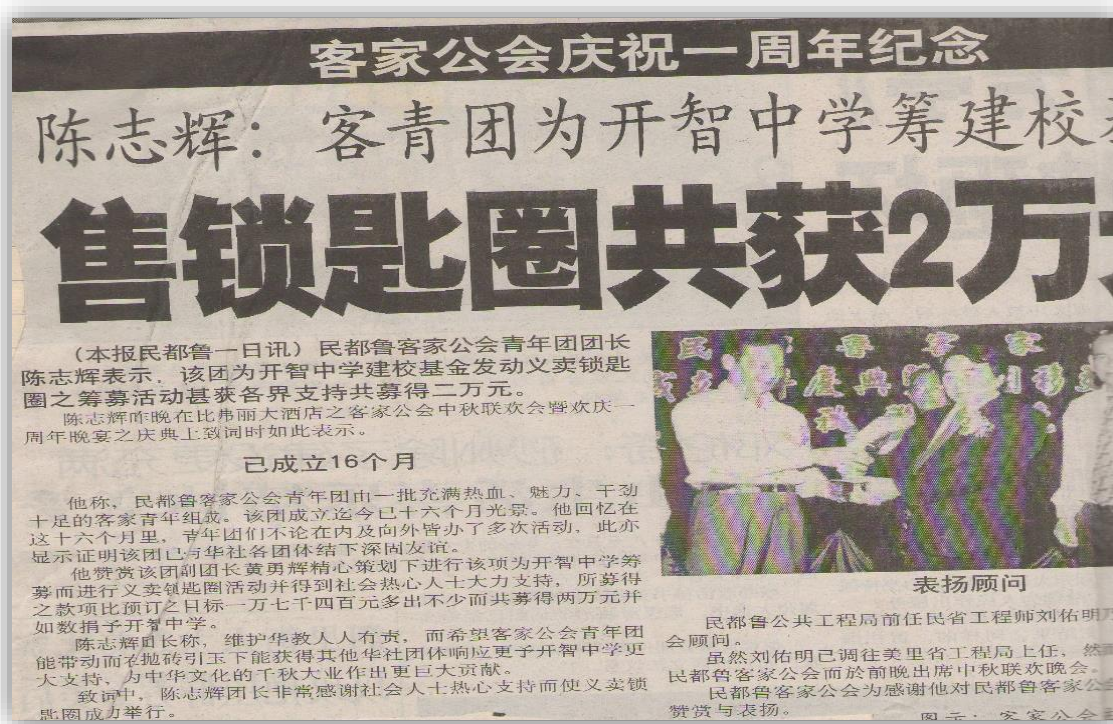 客家公会庆祝一周年纪念
陈志辉：客青团为开智中学筹建校
售锁匙圈共获2万
（本报民都鲁一日讯）民都鲁客家公会青年团团长
陈志辉表示，该团为开智中学建校基金发动义卖锁匙
圈之筹募活动甚获各界支持共募得二万元。
陈志辉昨晚在比弗丽大酒店之客家公会中秋联欢会暨欢庆一
周年晚宴之庆典上致词时如此表示。
已成立16个月
他称，民都鲁客家公会青年团由一批充满热血、魅力、干劲
十足的客家青年组成。该团成立迄今已十六个月光景。他回忆在
这十六个月里，青年团们不论在内及向外皆办了多次活动，此亦
显示证明该团已与华社各团体结下深固友谊。
他赞赏该团副团长黄勇辉精心策划下进行该项为开智中学筹
募而进行义卖锁匙圈活动并得到社会热心人士大力支持，所募得
之款项比预订之目标一万七千四百元多出不少而共募得两万元并
如数捐予开智中学。
陈志辉团长称，维护华教人人有责，而希望客家公会青年团
能带动而在抛砖引玉下能获得其他华社团体响应更予开智中学更
大支持，为中华文化的千秋大业作出更巨大贡献。
致词中，陈志辉团长非常感谢社会人士热心支持而使义卖锁
匙圈成功举行。
民 鲁客家
表扬顾问
民都鲁公共工程局前任民省工程师刘佑明乃
会顾问。
虽然刘佑明已调往美里省工程局上任，然而
民都鲁客家公会而於前晚出席中秋联欢晚会。
民都鲁客家公会为感谢他对民都鲁客家公会
赞赏与表扬。
图示：客家公会